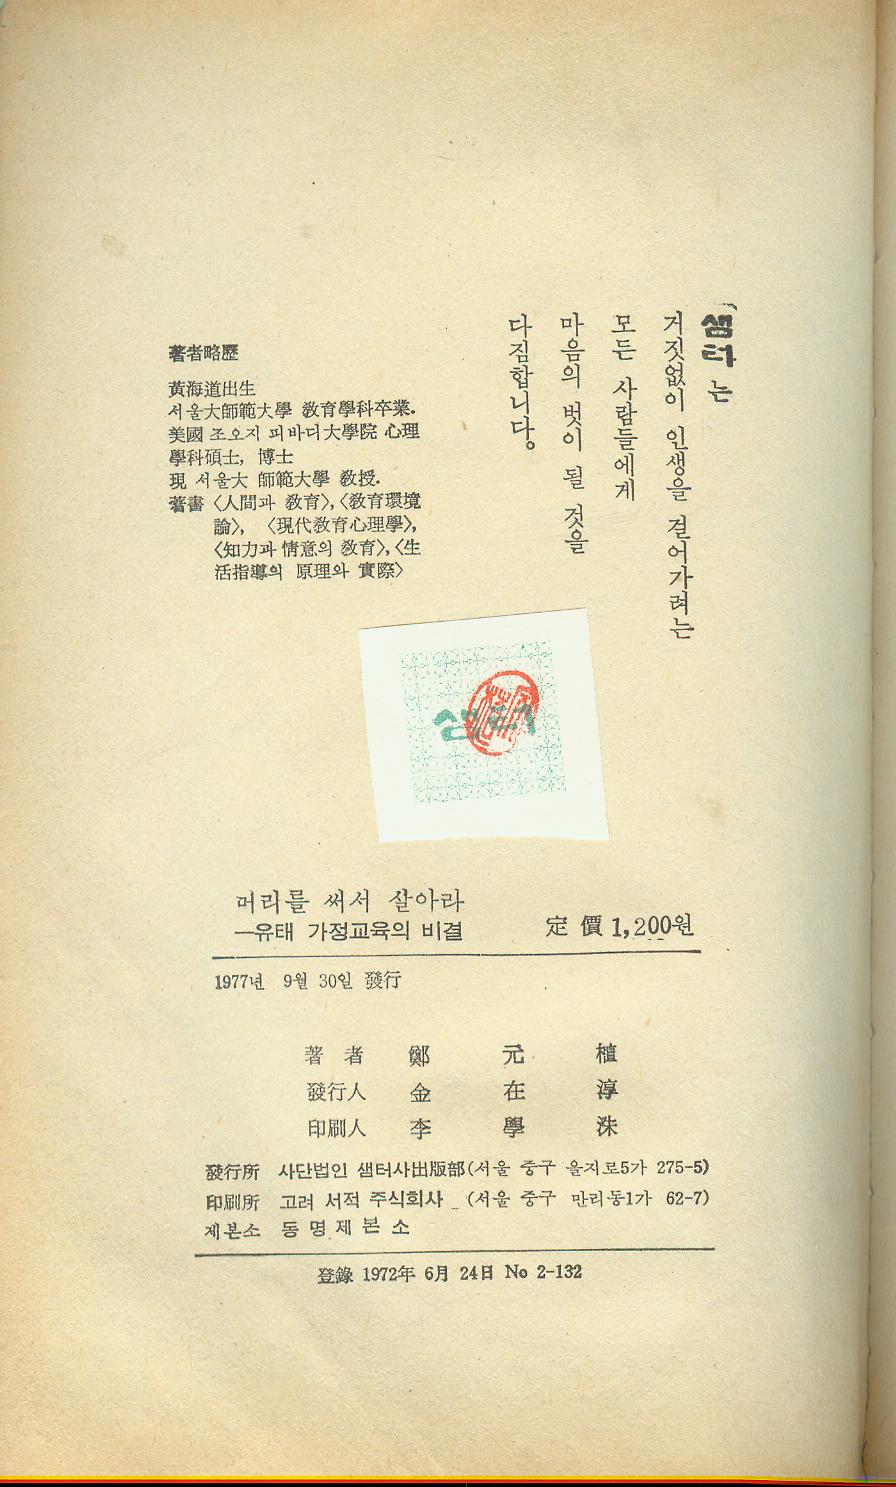 「샘터는
거짓없이 인생을 걸어가려는
모든 사람들에게
마음의 벗이 될 것을
다짐합니다.
著者略歷
黃海道出生
서울大師範大學 敎育學科卒業.
美國 조오지 피바디大學院 心理
學科碩士, 博士
現 서울大 師範大學 敎授.
著書 〈人間과 敎育〉,〈敎育環境
論〉, 〈現代敎育心理學〉,
〈知力과 情意의 敎育〉,〈生
活指導의 原理와 實際〉
샘터
머리를 써서 살아라
—유태 가정교육의 비결
定價 1,200원
1977년 9월 30일 發行
著者 鄭元植
發行人 金在淳
印刷人 李學洙
發行所 사단법인 샘터사出版部(서울 중구 을지로5가 275-5)
印刷所 고려 서적 주식회사 (서울 중구 만리동1가 62-7)
제본소 동명제본소
登錄 1972年 6月 24日 No 2-132